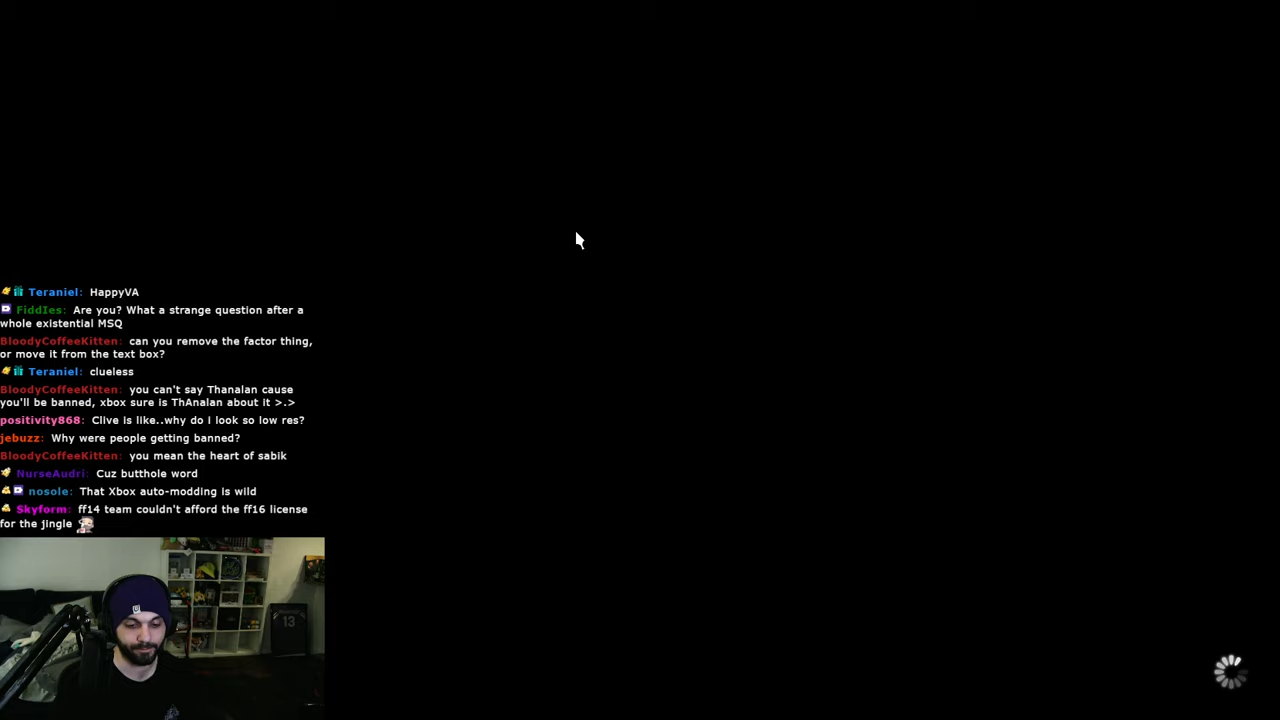 Teraniel: HappyVA
FiddIes: Are you? What a strange question after a
whole existential MSQ
BloodyCoffeeKitten: can you remove the factor thing,
or move it from the text box?
Teraniel: clueless
BloodyCoffeeKitten: you can't say Thanalan cause
you'll be banned, xbox sure is ThAnalan about it >.>
positivity868: Clive is like..why do i look so low res?
jebuzz: Why were people getting banned?
BloodyCoffeeKitten: you mean the heart of sabik
NurseAudri: Cuz butthole word
nosole: That Xbox auto-modding is wild
Skyform: ff14 team couldn't afford the ff16 license
for the jingle
13